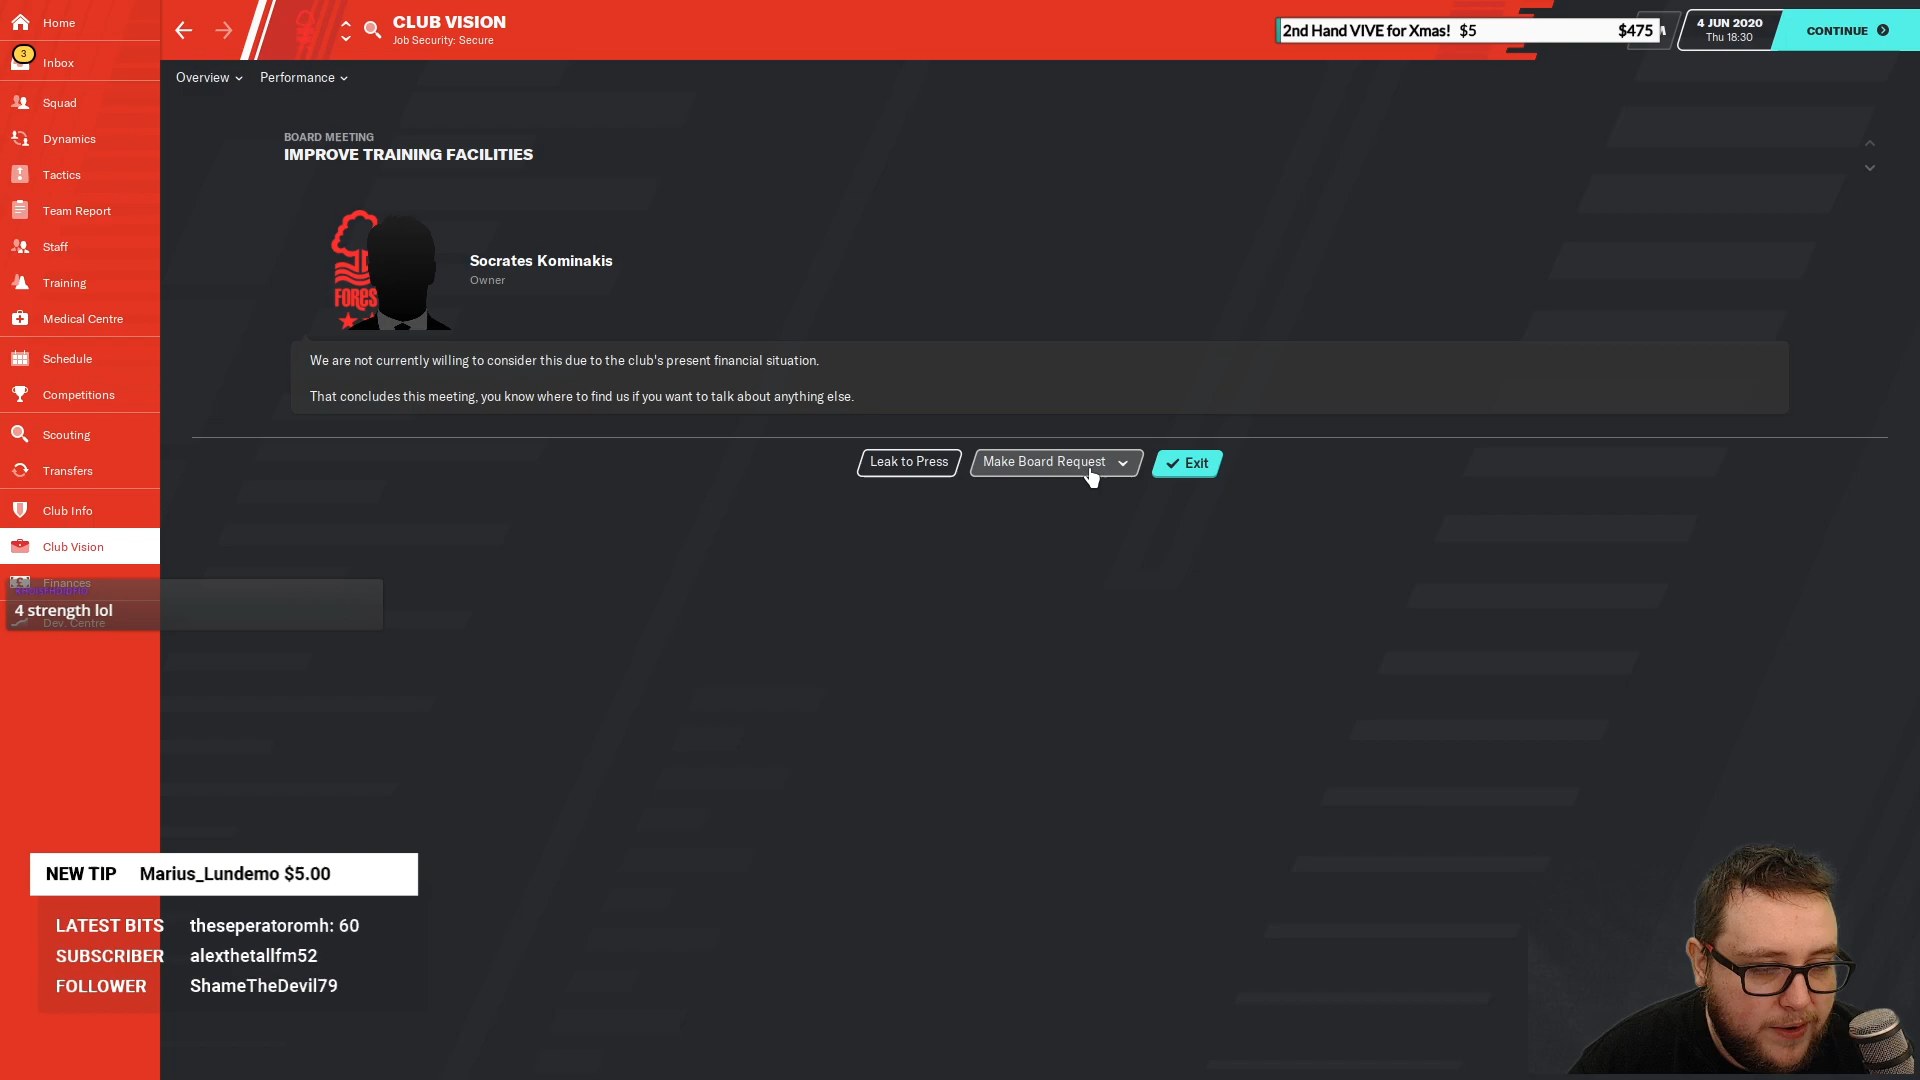 Home
3
Inbox
Squad
Dynamics
Tactics
Team Report
Staff
Training
Medical Centre
Schedule
Competitions
Scouting
Transfers
Club Info
Club Vision
Finances
4 strength lol
Dev. Centre
CLUB VISION
Job Security: Secure
2nd Hand VIVE for Xmas! $5 $475
4 JUN 2020
Thu 18:30
CONTINUE
Overview
Performance
BOARD MEETING
IMPROVE TRAINING FACILITIES
FORES
Socrates Kominakis
Owner
We are not currently willing to consider this due to the club's present financial situation.
That concludes this meeting, you know where to find us if you want to talk about anything else.
Leak to Press
Make Board Request
Exit
NEW TIP Marius_Lundemo $5.00
LATEST BITS theseperatoromh: 60
SUBSCRIBER alexthetallfm52
FOLLOWER ShameTheDevil79